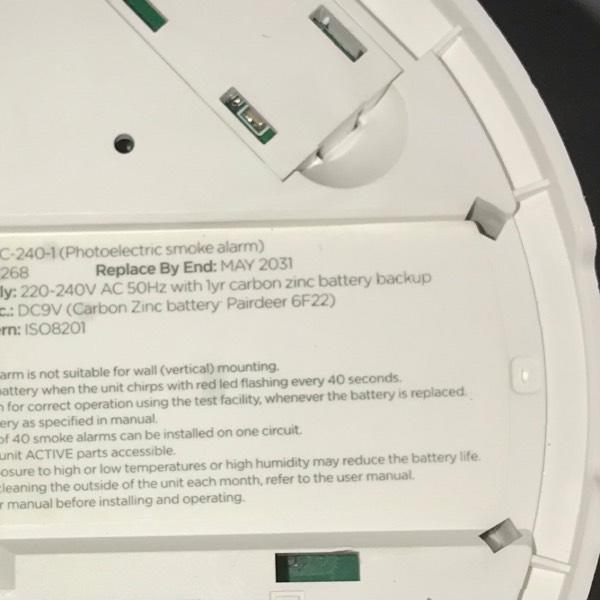 C-240-1 (Photoelectric smoke alarm)
268 Replace By End: MAY 2031
ly: 220-240V AC 50Hz with 1yr carbon zinc battery backup
c.: DC9V (Carbon Zinc battery Pairdeer 6F22)
ern: ISO8201
arm is not suitable for wall (vertical) mounting.
battery when the unit chirps with red led flashing every 40 seconds.
n for correct operation using the test facility, whenever the battery is replaced.
ery as specified in manual.
of 40 smoke alarms can be installed on one circuit.
unit ACTIVE parts accessible.
osure to high or low temperatures or high humidity may reduce the battery life.
cleaning the outside of the unit each month, refer to the user manual.
r manual before installing and operating.